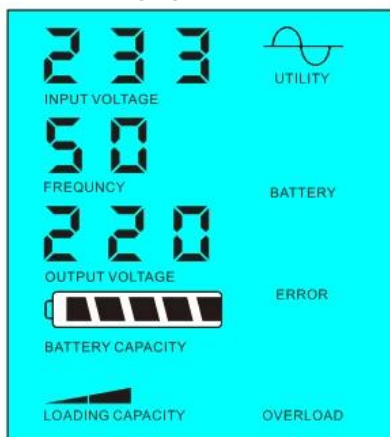 233
UTILITY
INPUT VOLTAGE
50
FREQUNCY
BATTERY
220
OUTPUT VOLTAGE
ERROR
BATTERY CAPACITY
LOADING CAPACITY
OVERLOAD